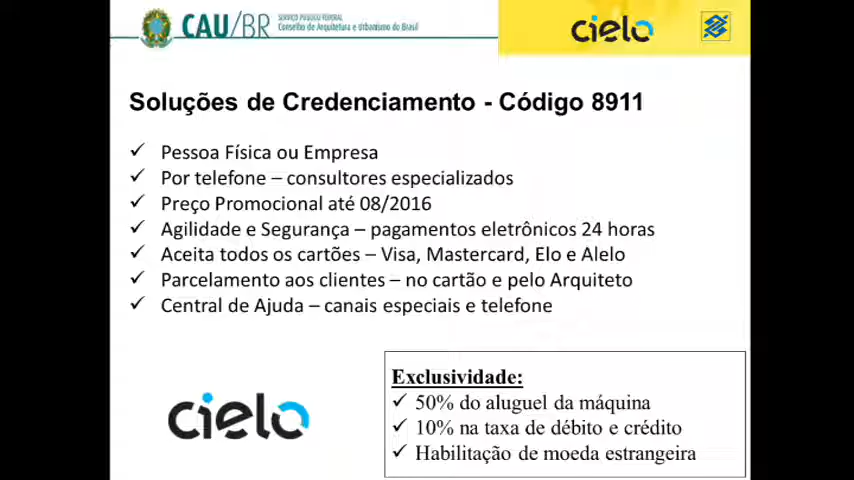 CAU/BR
SERVIÇO PÚBLICO FEDERAL
Conselho de Arquitetura e Urbanismo do Brasil
cielo
Soluções de Credenciamento - Código 8911
✓ Pessoa Física ou Empresa
✓ Por telefone – consultores especializados
✓ Preço Promocional até 08/2016
✓ Agilidade e Segurança – pagamentos eletrônicos 24 horas
✓ Aceita todos os cartões – Visa, Mastercard, Elo e Alelo
✓ Parcelamento aos clientes – no cartão e pelo Arquiteto
✓ Central de Ajuda – canais especiais e telefone
cielo
Exclusividade:
✓ 50% do aluguel da máquina
✓ 10% na taxa de débito e crédito
✓ Habilitação de moeda estrangeira